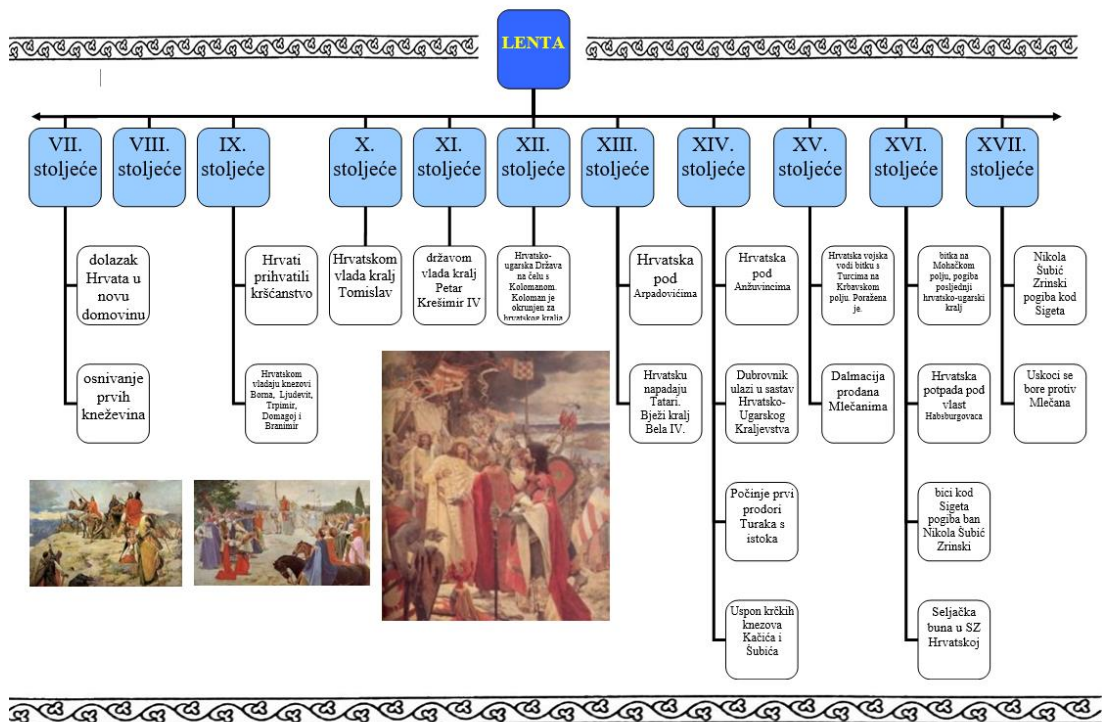 LENTA
VII.
stoljeće
VIII.
stoljeće
IX.
stoljeće
X.
stoljeće
XI.
stoljeće
XII.
stoljeće
XIII.
stoljeće
XIV.
stoljeće
XV.
stoljeće
XVI.
stoljeće
XVII.
stoljeće
dolazak
Hrvata u
novu
domovinu
osnivanje
prvih
kneževina
Hrvati
prihvatili
kršćanstvo
Hrvatskom
vladaju knezovi
Borna, Ljudevit,
Trpimir,
Domagoj i
Branimir
Hrvatskom
vlada kralj
Tomislav
državom
vlada kralj
Petar
Krešimir IV
Hrvatsko-
ugarska Država
na čelu s
Kolomanom.
Koloman je
okrunjen za
hrvatskog kralja
Hrvatska
pod
Arpadovićima
Hrvatsku
napadaju
Tatari.
Bježi kralj
Bela IV.
Hrvatska
pod
Anžuvincima
Dubrovnik
ulazi u sastav
Hrvatsko-
Ugarskog
Kraljevstva
Počinje prvi
prodori
Turaka s
istoka
Uspon krčkih
knezova
Kačića i
Šubića
Hrvatska vojska
vodi bitku s
Turcima na
Krbavskom
polju. Poražena
je.
Dalmacija
prodana
Mlečanima
bitka na
Mohačkom
polju, pogiba
posljednji
hrvatsko-ugarski
kralj
Hrvatska
potpada pod
vlast
Habsburgovaca
bici kod
Sigeta
pogiba ban
Nikola Šubić
Zrinski
Seljačka
buna u SZ
Hrvatskoj
Nikola
Šubić
Zrinski
pogiba kod
Sigeta
Uskoci se
bore protiv
Mlečana